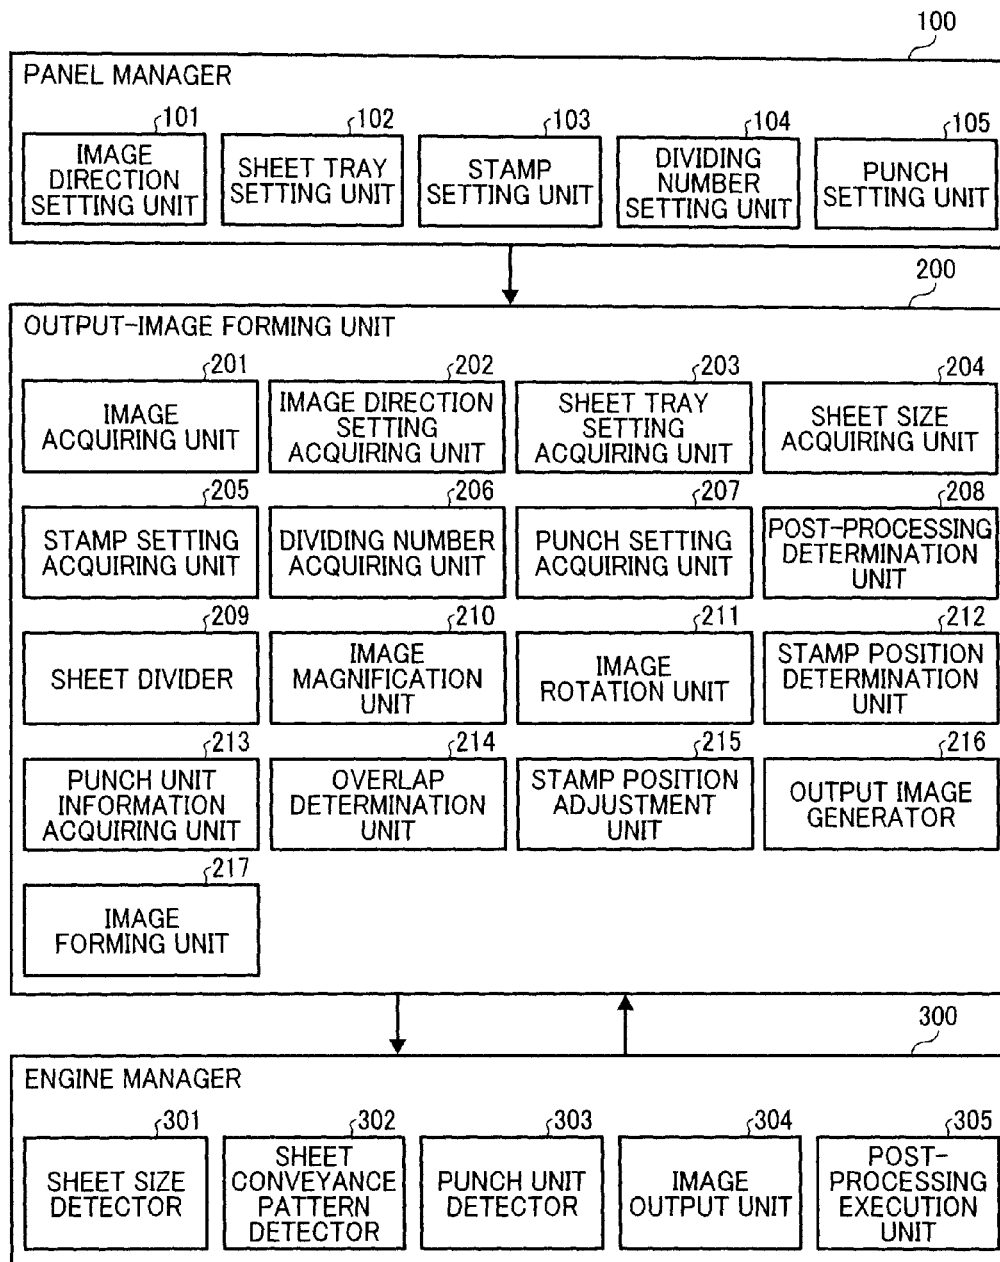 100
PANEL MANAGER
101
IMAGE
DIRECTION
SETTING UNIT
102
SHEET TRAY
SETTING UNIT
103
STAMP
SETTING UNIT
104
DIVIDING
NUMBER
SETTING UNIT
105
PUNCH
SETTING UNIT
200
OUTPUT-IMAGE FORMING UNIT
201
IMAGE
ACQUIRING UNIT
202
IMAGE DIRECTION
SETTING
ACQUIRING UNIT
203
SHEET TRAY
SETTING
ACQUIRING UNIT
204
SHEET SIZE
ACQUIRING UNIT
205
STAMP SETTING
ACQUIRING UNIT
206
DIVIDING NUMBER
ACQUIRING UNIT
207
PUNCH SETTING
ACQUIRING UNIT
208
POST-PROCESSING
DETERMINATION
UNIT
209
SHEET DIVIDER
210
IMAGE
MAGNIFICATION
UNIT
211
IMAGE
ROTATION UNIT
212
STAMP POSITION
DETERMINATION
UNIT
213
PUNCH UNIT
INFORMATION
ACQUIRING UNIT
214
OVERLAP
DETERMINATION
UNIT
215
STAMP POSITION
ADJUSTMENT
UNIT
216
OUTPUT IMAGE
GENERATOR
217
IMAGE
FORMING UNIT
300
ENGINE MANAGER
301
SHEET SIZE
DETECTOR
302
SHEET
CONVEYANCE
PATTERN
DETECTOR
303
PUNCH UNIT
DETECTOR
304
IMAGE
OUTPUT UNIT
305
POST-
PROCESSING
EXECUTION
UNIT